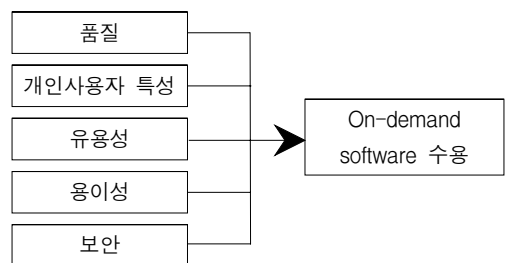 품질
개인사용자 특성
유용성
용이성
보안
On-demand
software 수용